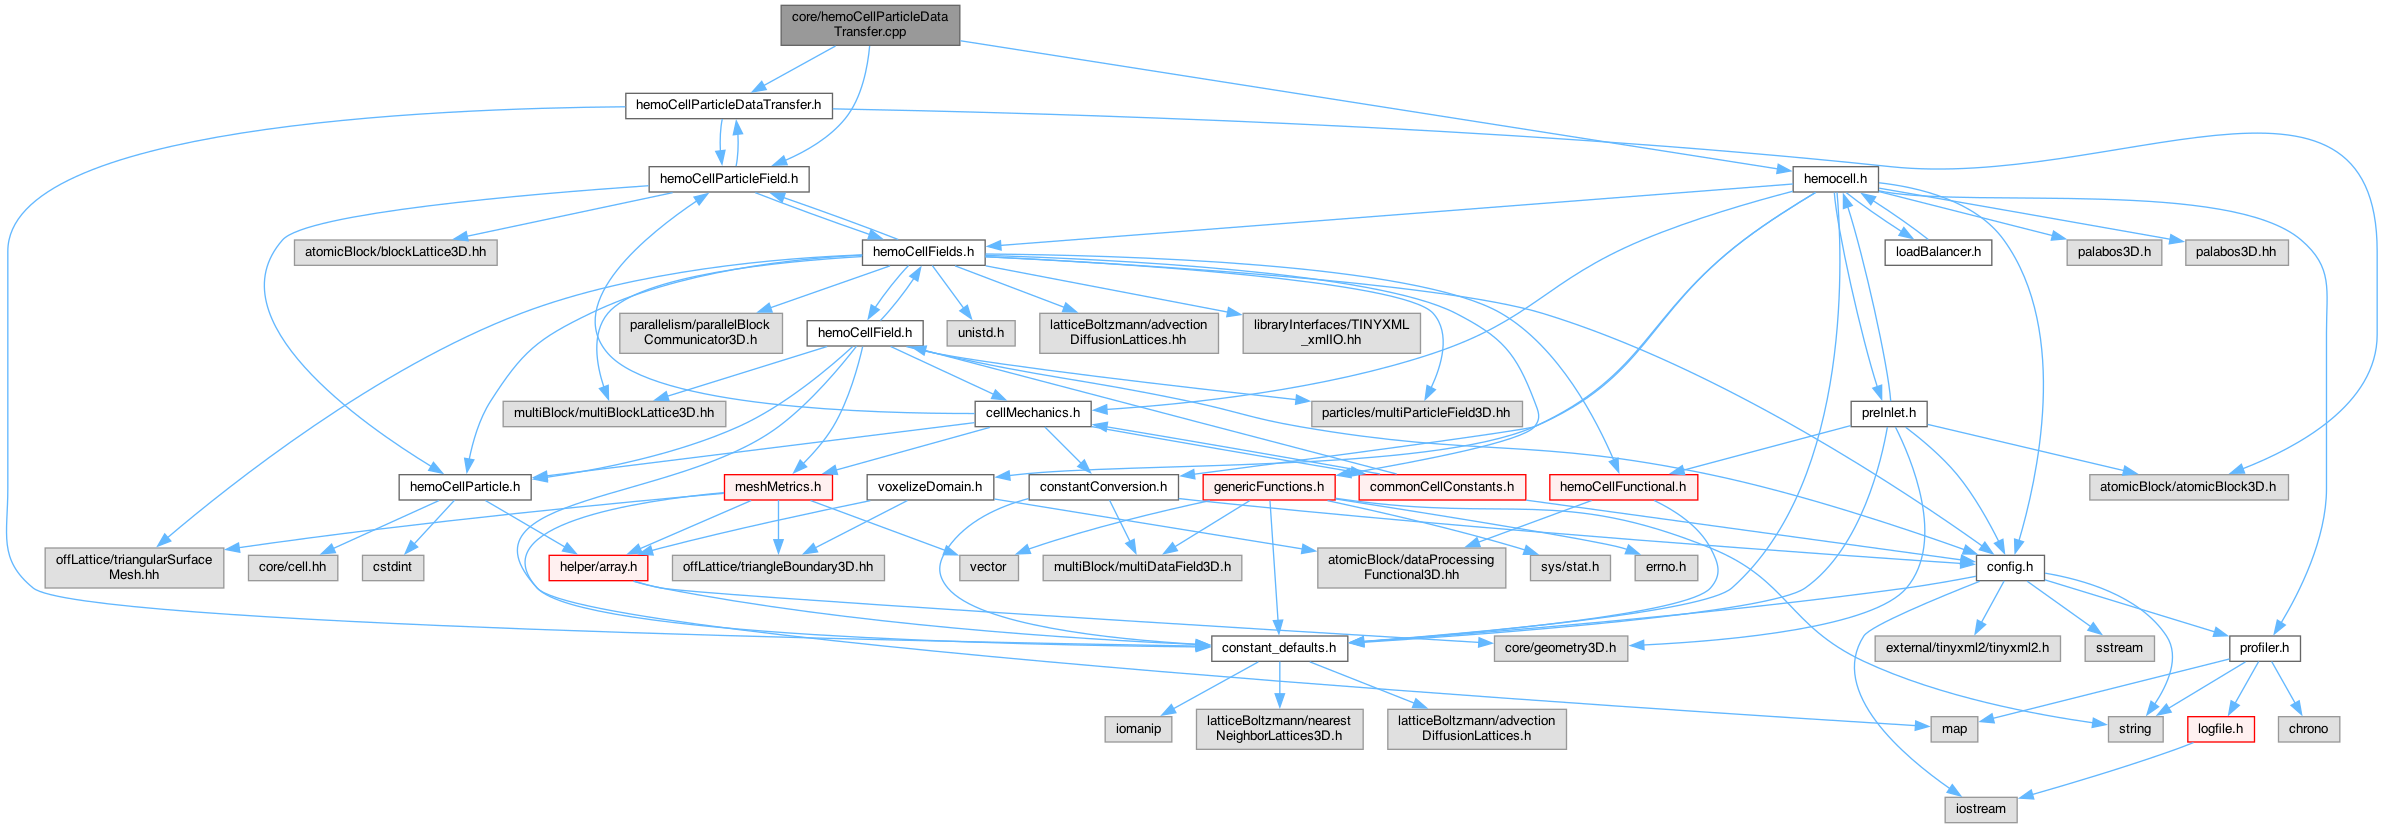 core/hemoCellParticleData
Transfer.cpp
hemoCellParticleDataTransfer.h
hemoCellParticleField.h
hemocell.h
atomicBlock/blockLattice3D.hh
hemoCellFields.h
loadBalancer.h
palabos3D.h
palabos3D.hh
parallelism/parallelBlock
Communicator3D.h
hemoCellField.h
unistd.h
latticeBoltzmann/advection
DiffusionLattices.hh
libraryInterfaces/TINYXML
_xmlIO.hh
multiBlock/multiBlockLattice3D.hh
cellMechanics.h
particles/multiParticleField3D.hh
preInlet.h
hemoCellParticle.h
meshMetrics.h
voxelizeDomain.h
constantConversion.h
genericFunctions.h
commonCellConstants.h
hemoCellFunctional.h
atomicBlock/atomicBlock3D.h
offLattice/triangularSurface
Mesh.hh
core/cell.hh
cstdint
helper/array.h
offLattice/triangleBoundary3D.hh
vector
multiBlock/multiDataField3D.h
atomicBlock/dataProcessing
Functional3D.hh
sys/stat.h
errno.h
config.h
constant_defaults.h
core/geometry3D.h
external/tinyxml2/tinyxml2.h
sstream
profiler.h
iomanip
latticeBoltzmann/nearest
NeighborLattices3D.h
latticeBoltzmann/advection
DiffusionLattices.h
map
string
logfile.h
chrono
iostream